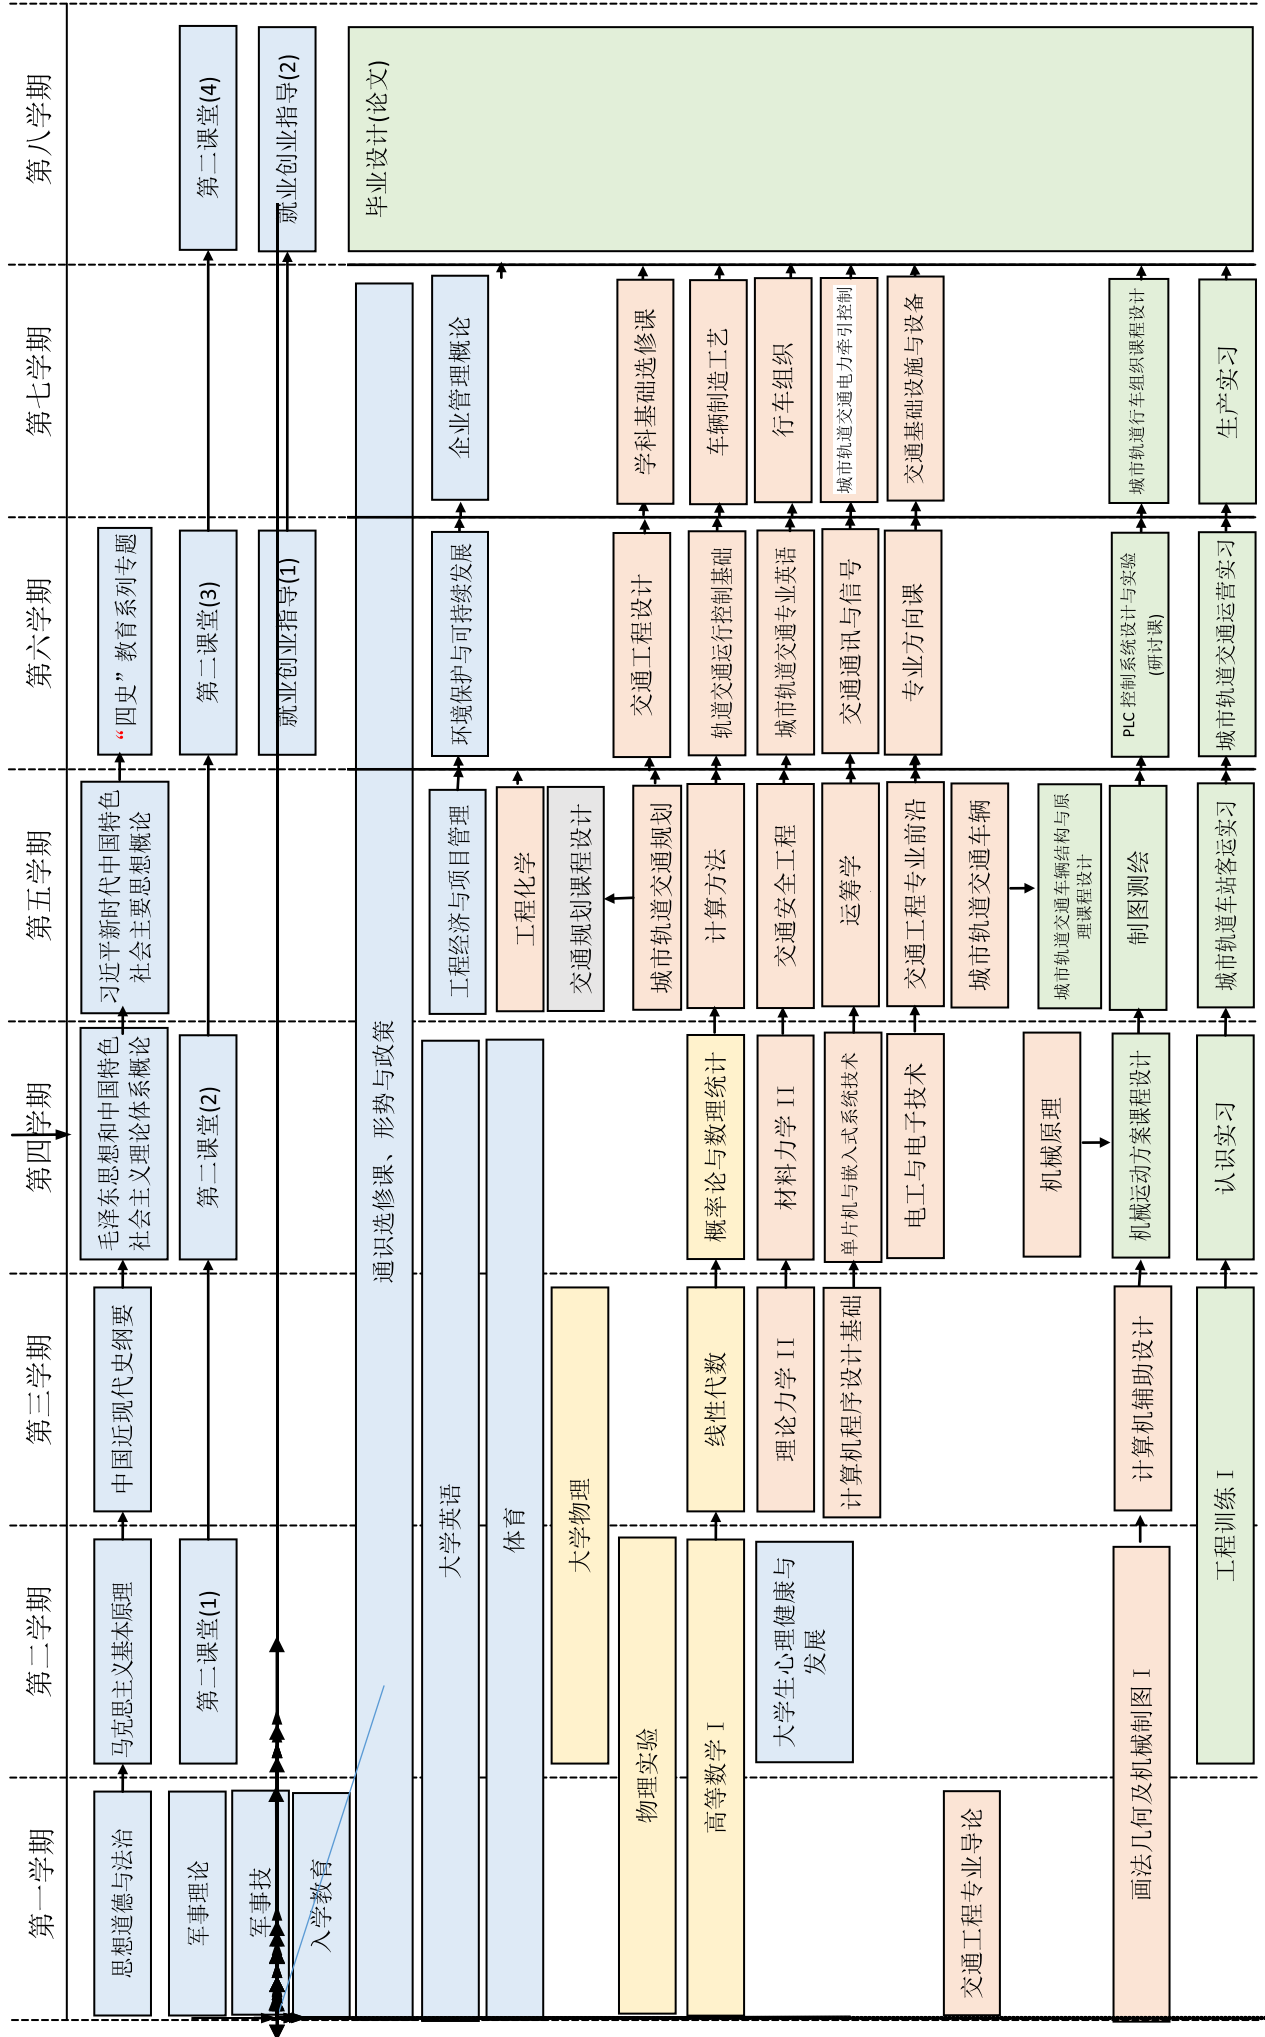 第一学期
第二学期
第三学期
第四学期
第五学期
第六学期
第七学期
第八学期
思想道德与法治
马克思主义基本原理
中国近现代史纲要
毛泽东思想和中国特色
社会主义理论体系概论
习近平新时代中国特色
社会主要思想概论
“四史”教育系列专题
军事理论
第二课堂(1)
第二课堂(2)
第二课堂(3)
第二课堂(4)
军事技
就业创业指导(1)
就业创业指导(2)
入学教育
通识选修课、形势与政策
毕业设计(论文)
大学英语
工程经济与项目管理
环境保护与可持续发展
企业管理概论
体育
工程化学
大学物理
交通规划课程设计
物理实验
城市轨道交通规划
交通工程设计
学科基础选修课
高等数学 I
线性代数
概率论与数理统计
计算方法
轨道交通运行控制基础
车辆制造工艺
大学生心理健康与
发展
理论力学 II
材料力学 II
交通安全工程
城市轨道交通专业英语
行车组织
计算机程序设计基础
单片机与嵌入式系统技术
运筹学
交通通讯与信号
城市轨道交通电力牵引控制
电工与电子技术
交通工程专业前沿
专业方向课
交通基础设施与设备
交通工程专业导论
城市轨道交通车辆
机械原理
城市轨道交通车辆结构与原
理课程设计
画法几何及机械制图 I
计算机辅助设计
机械运动方案课程设计
制图测绘
PLC 控制系统设计与实验
(研讨课)
城市轨道行车组织课程设计
工程训练 I
认识实习
城市轨道车站客运实习
城市轨道交通运营实习
生产实习